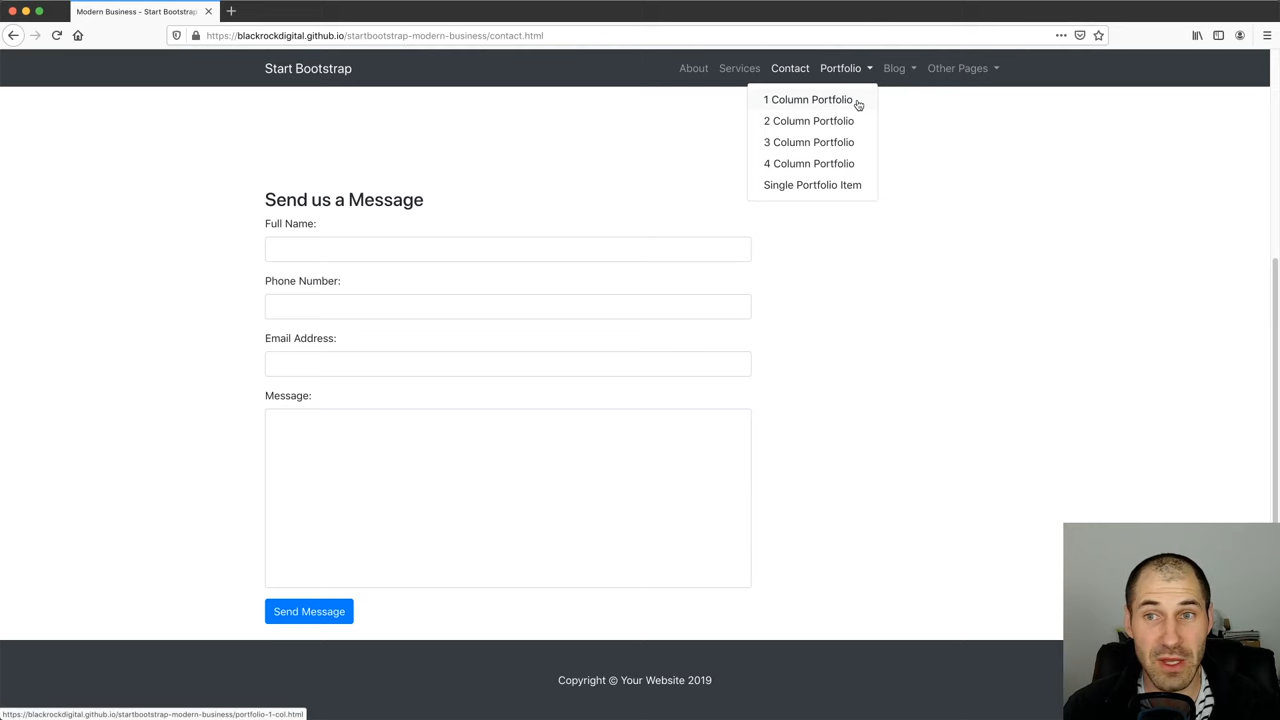 Modern Business - Start Bootstrap
https://blackrockdigital.github.io/startbootstrap-modern-business/contact.html
Start Bootstrap
About
Services
Contact
Portfolio
Blog
Other Pages
1 Column Portfolio
2 Column Portfolio
3 Column Portfolio
4 Column Portfolio
Single Portfolio Item
Send us a Message
Full Name:
Phone Number:
Email Address:
Message:
Send Message
Copyright © Your Website 2019
https://blackrockdigital.github.io/startbootstrap-modern-business/portfolio-1-col.html